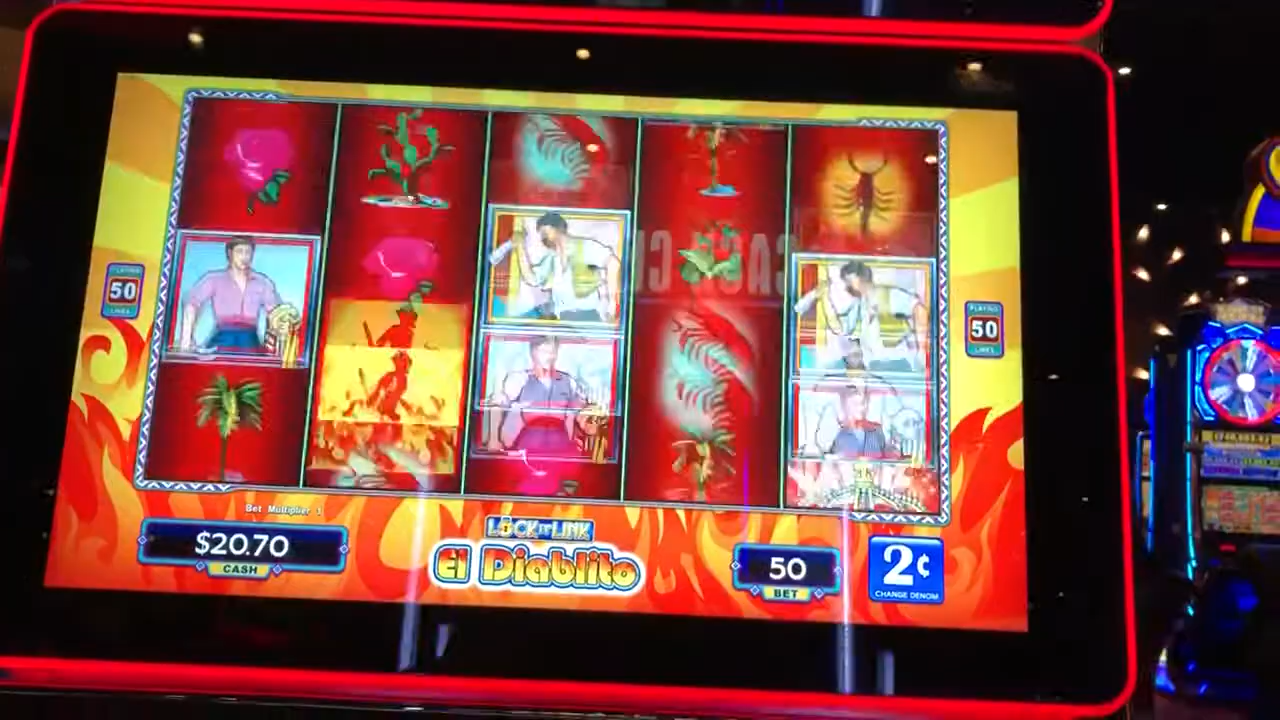 PLAYING
50
LINES
PLAYING
50
LINES
Bet Multiplier 1
$20.70
CASH
LOCK IT LINK
El Diablito
50
BET
2¢
CHANGE DENOM